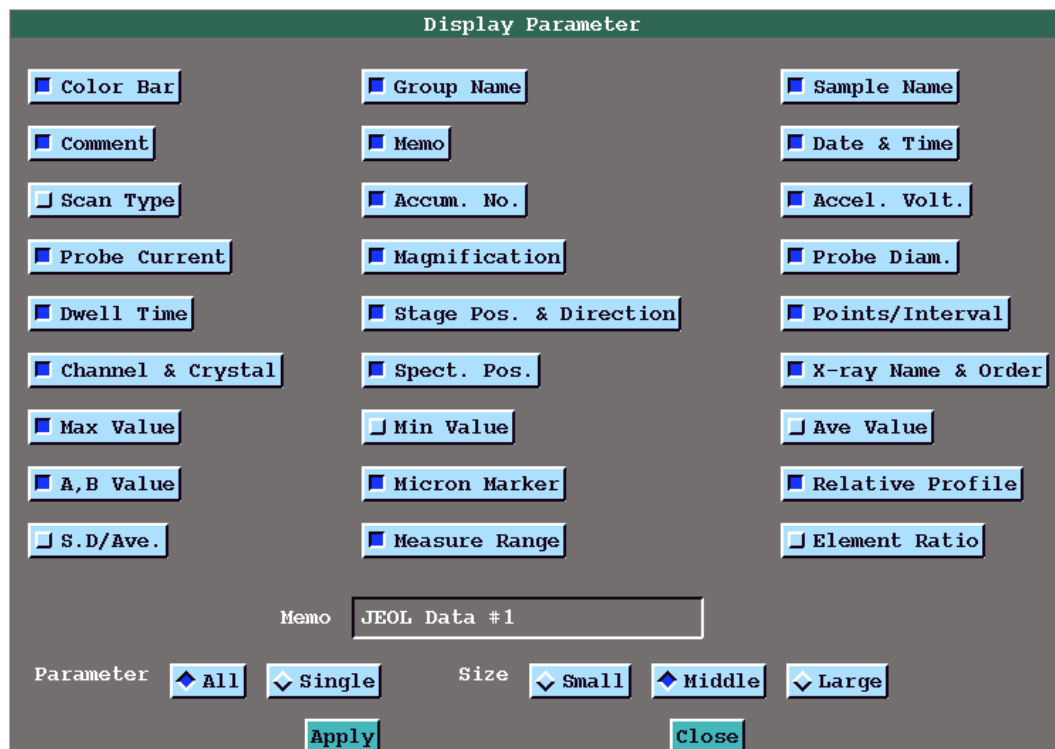 Display Parameter
Color Bar Group Name Sample Name
Comment Memo Date & Time
Scan Type Accum. No. Accel. Volt.
Probe Current Magnification Probe Diam.
Dwell Time Stage Pos. & Direction Points/Interval
Channel & Crystal Spect. Pos. X-ray Name & Order
Max Value Min Value Ave Value
A,B Value Micron Marker Relative Profile
S.D/Ave. Measure Range Element Ratio
Memo JEOL Data #1
Parameter All Single Size Small Middle Large
Apply Close